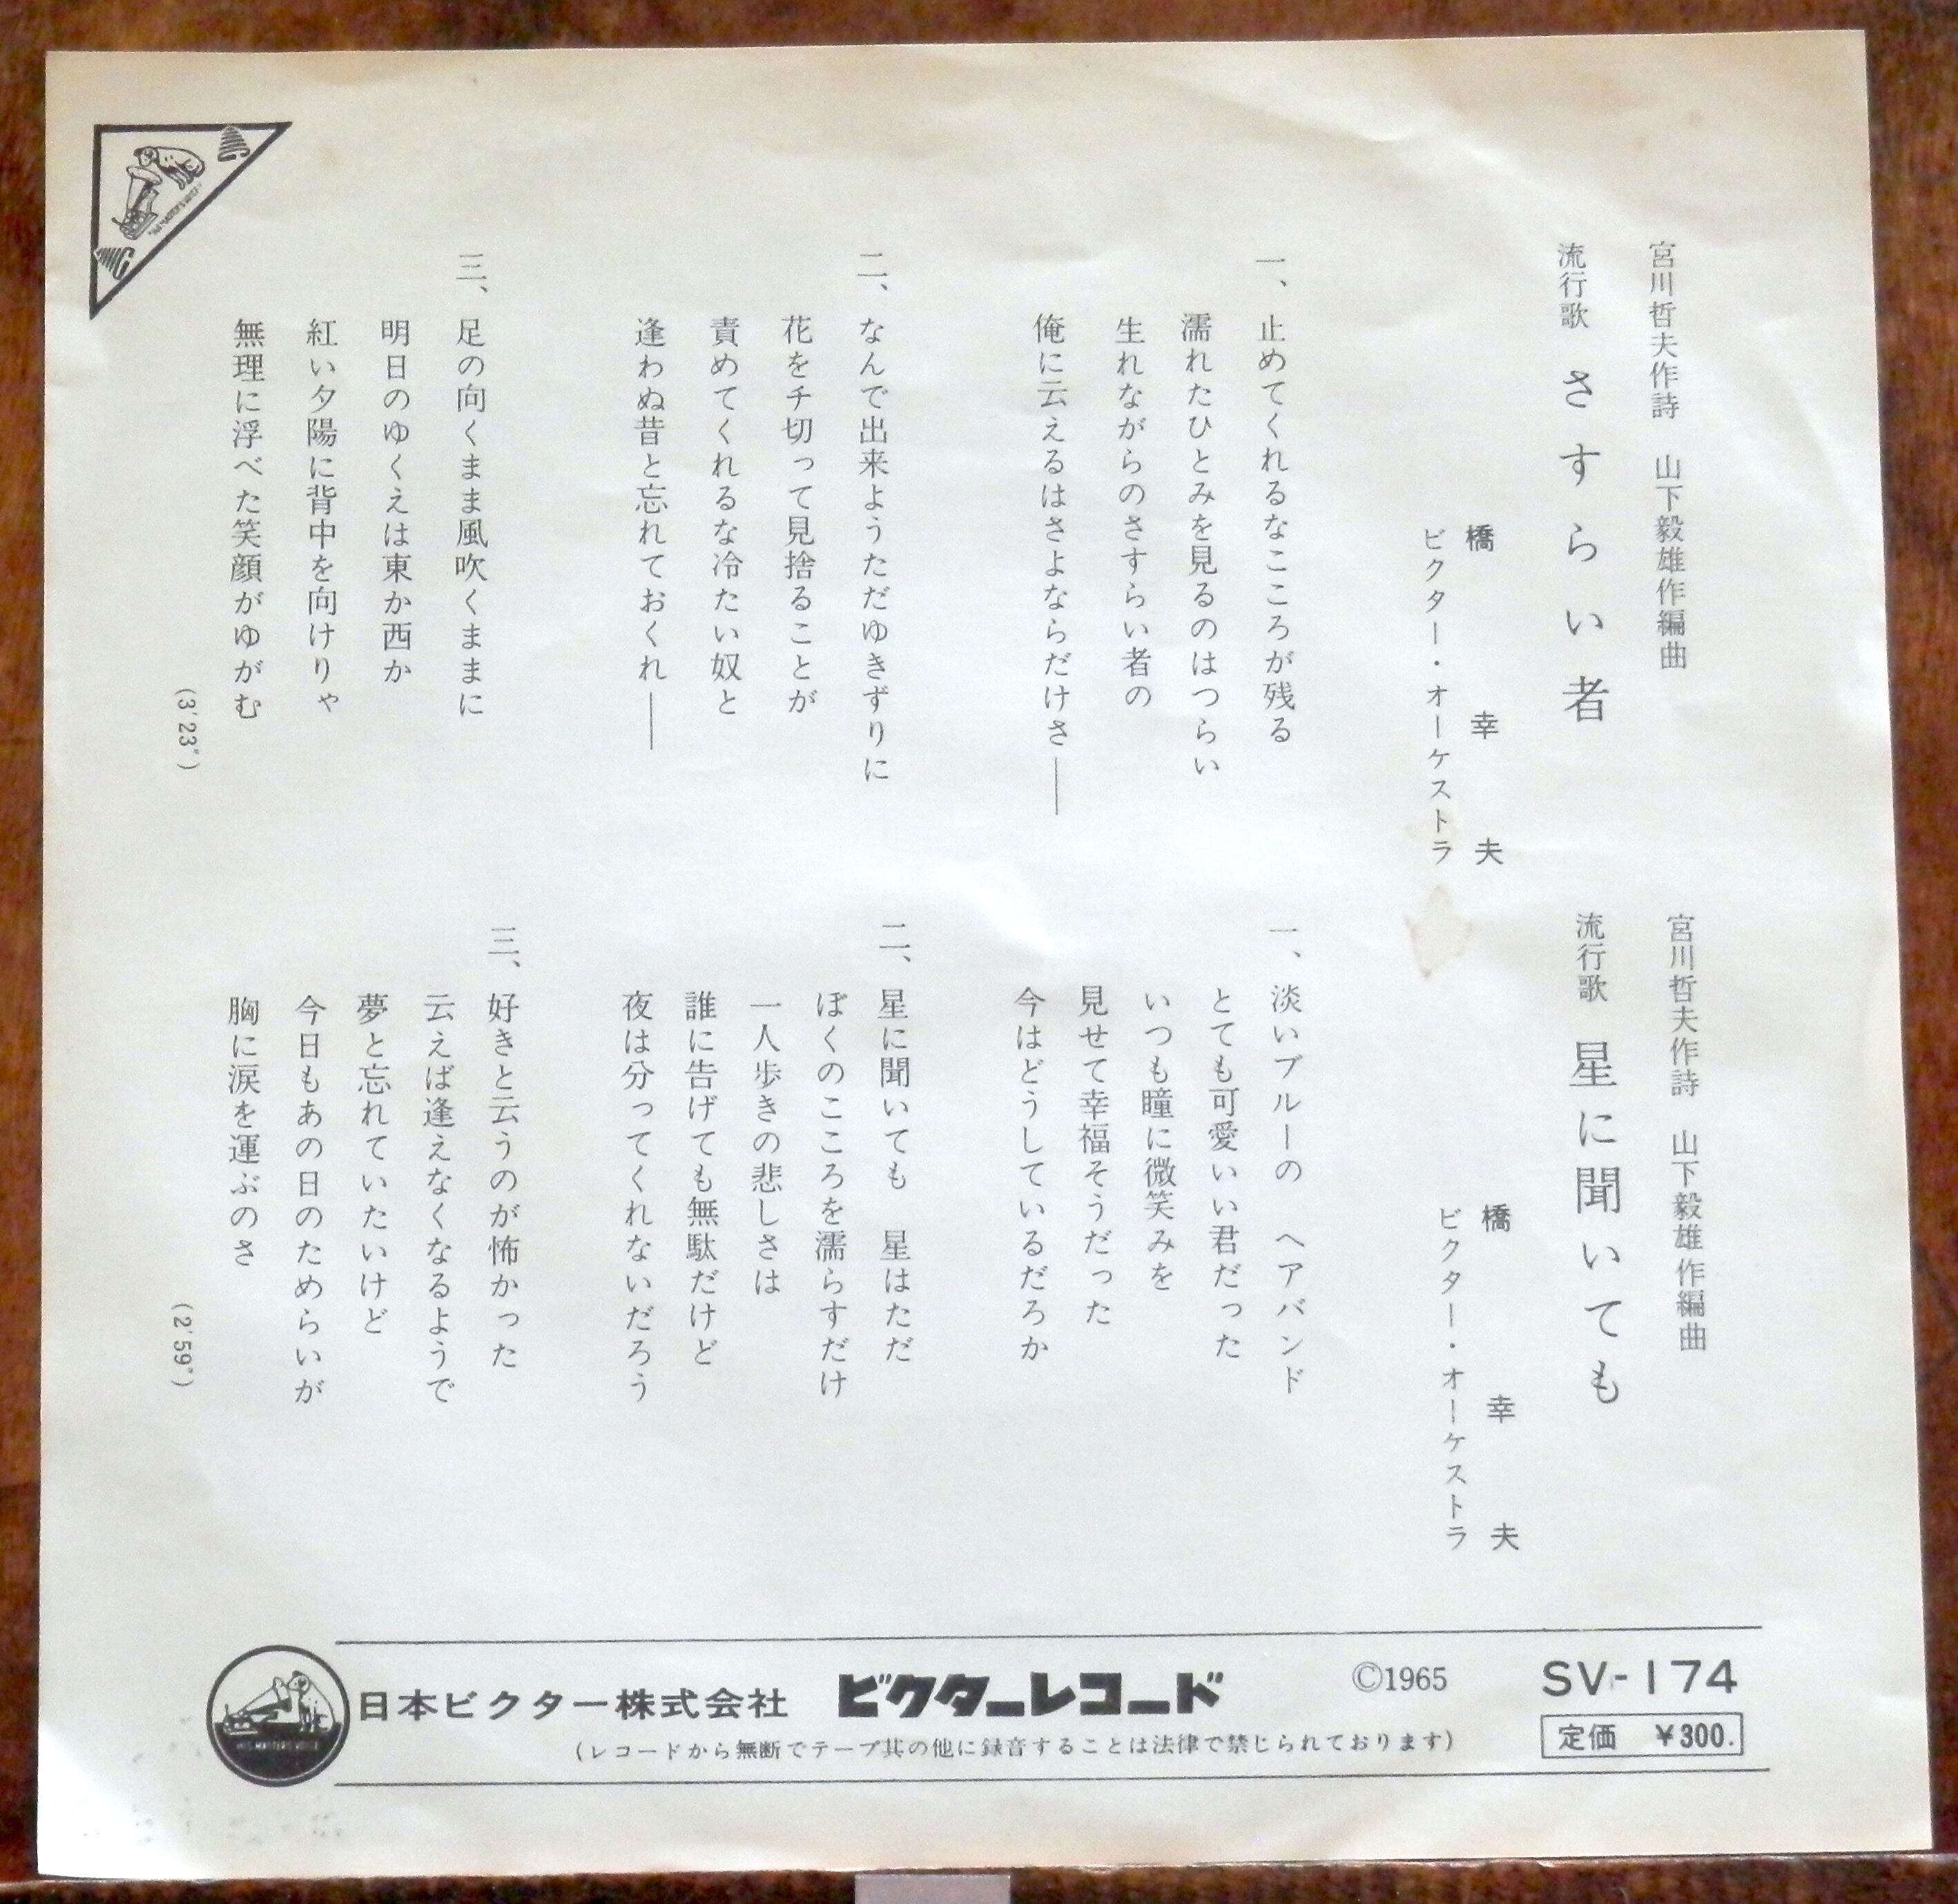 宮川哲夫作詩　山下毅雄作編曲
流行歌　さすらい者
橋　幸　夫
ビクター・オーケストラ
一、止めてくれるなこころが残る
濡れたひとみを見るのはつらい
生れながらのさすらい者の
俺に云えるはさよならだけさ――
二、なんで出来ようただゆきずりに
花をチ切って見捨ることが
責めてくれるな冷たい奴と
逢わぬ昔と忘れておくれ――
三、足の向くまま風吹くままに
明日のゆくえは東か西か
紅い夕陽に背中を向けりゃ
無理に浮べた笑顔がゆがむ
(3′23″)
宮川哲夫作詩　山下毅雄作編曲
流行歌　星に聞いても
橋　幸　夫
ビクター・オーケストラ
一、淡いブルーの　ヘアバンド
とても可愛いい君だった
いつも瞳に微笑みを
見せて幸福そうだった
今はどうしているだろか
二、星に聞いても　星はただ
ぼくのこころを濡らすだけ
一人歩きの悲しさは
誰に告げても無駄だけど
夜は分ってくれないだろう
三、好きと云うのが怖かった
云えば逢えなくなるようで
夢と忘れていたいけど
今日もあの日のためらいが
胸に涙を運ぶのさ
(2′59″)
日本ビクター株式会社　ビクターレコード　©1965　SV-174
(レコードから無断でテープ其の他に録音することは法律で禁じられております)
定価　¥300.
"HIS MASTER'S VOICE"
HIS MASTER'S VOICE